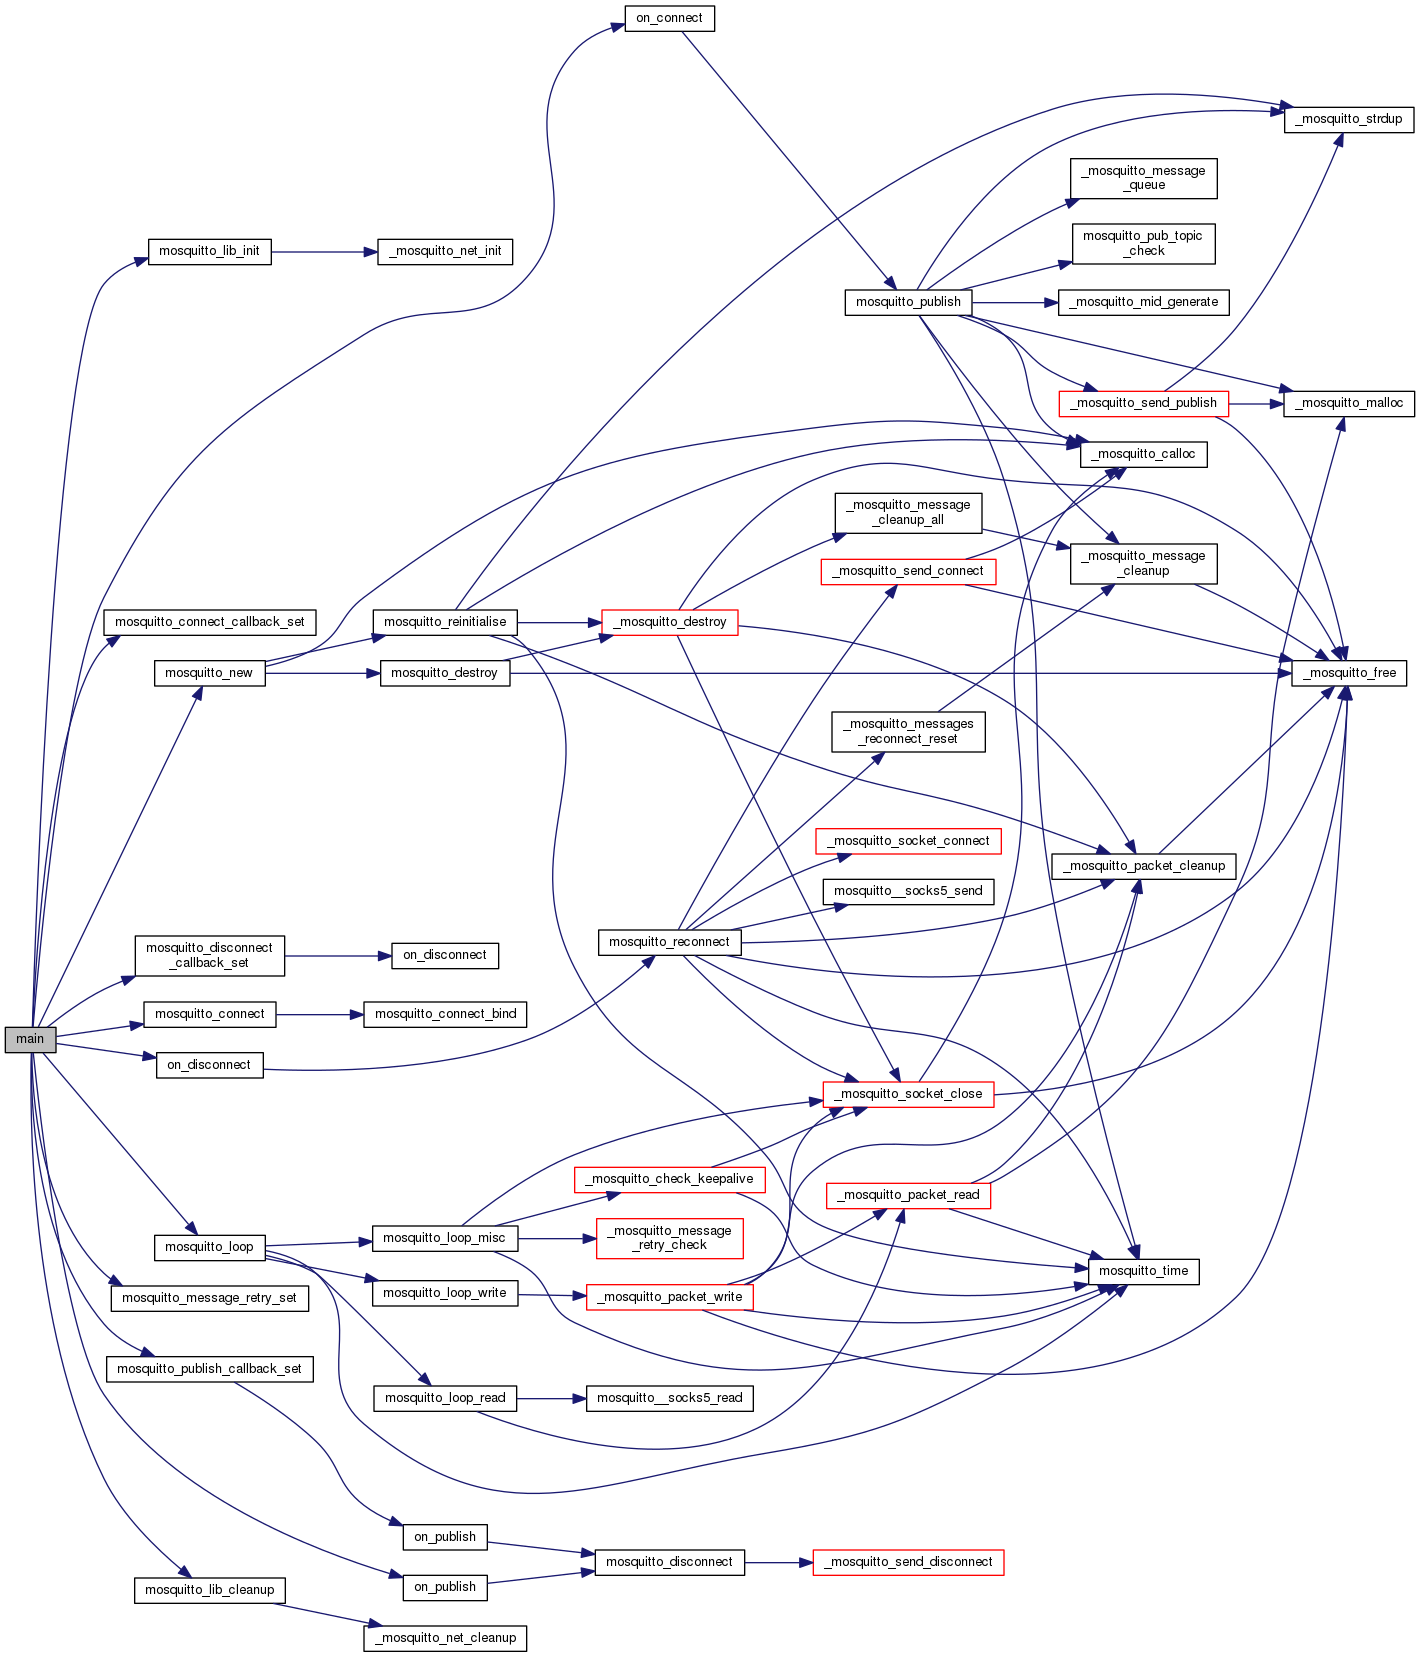 on_connect
_mosquitto_strdup
_mosquitto_message
_queue
mosquitto_pub_topic
_check
mosquitto_lib_init
_mosquitto_net_init
mosquitto_publish
_mosquitto_mid_generate
_mosquitto_send_publish
_mosquitto_malloc
_mosquitto_calloc
_mosquitto_message
_cleanup_all
_mosquitto_message
_cleanup
_mosquitto_send_connect
mosquitto_connect_callback_set
mosquitto_reinitialise
_mosquitto_destroy
mosquitto_new
mosquitto_destroy
_mosquitto_free
_mosquitto_messages
_reconnect_reset
_mosquitto_socket_connect
_mosquitto_packet_cleanup
mosquitto__socks5_send
mosquitto_reconnect
mosquitto_disconnect
_callback_set
on_disconnect
mosquitto_connect
mosquitto_connect_bind
main
on_disconnect
_mosquitto_socket_close
_mosquitto_check_keepalive
_mosquitto_packet_read
mosquitto_loop
mosquitto_loop_misc
_mosquitto_message
_retry_check
mosquitto_time
mosquitto_message_retry_set
mosquitto_loop_write
_mosquitto_packet_write
mosquitto_publish_callback_set
mosquitto_loop_read
mosquitto__socks5_read
on_publish
mosquitto_disconnect
_mosquitto_send_disconnect
on_publish
mosquitto_lib_cleanup
_mosquitto_net_cleanup